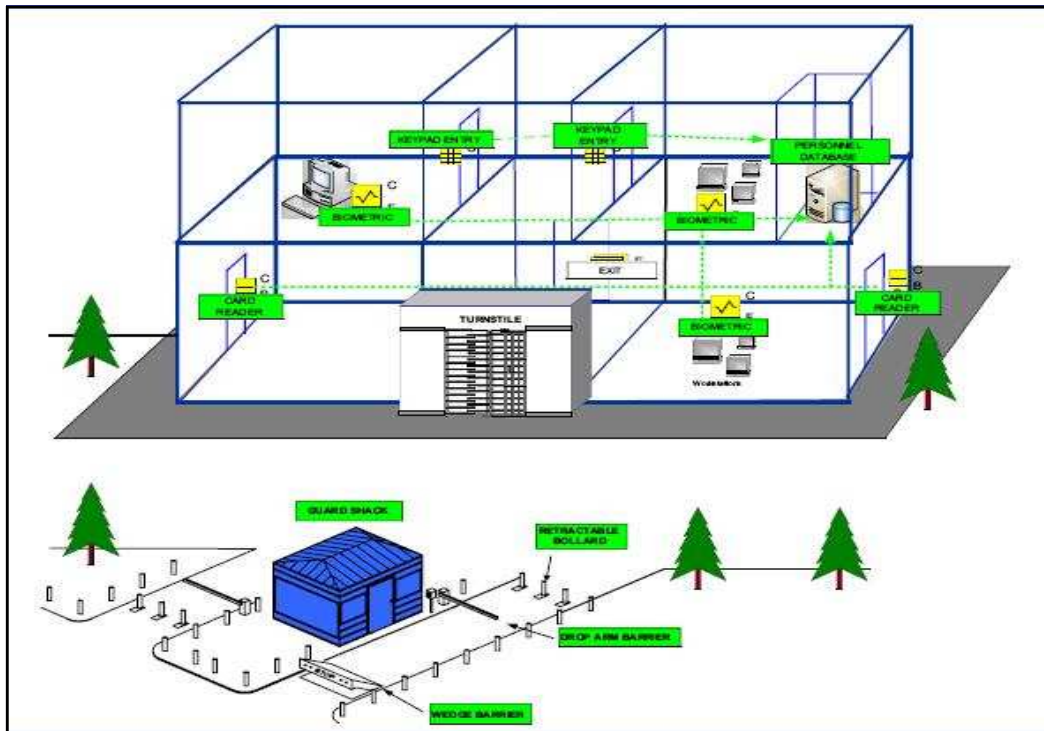 KEYPAD ENTRY
KEYPAD
ENTRY
PERSONNEL
DATABASE
C
BIOMETRIC
BIOMETRIC
EXIT
C
CARD
READER
C
B
CARD
READER
TURNSTILE
C
BIOMETRIC
Workstations
GUARD SHACK
RETRACTABLE
BOLLARD
DROP ARM BARRIER
WEDGE BARRIER